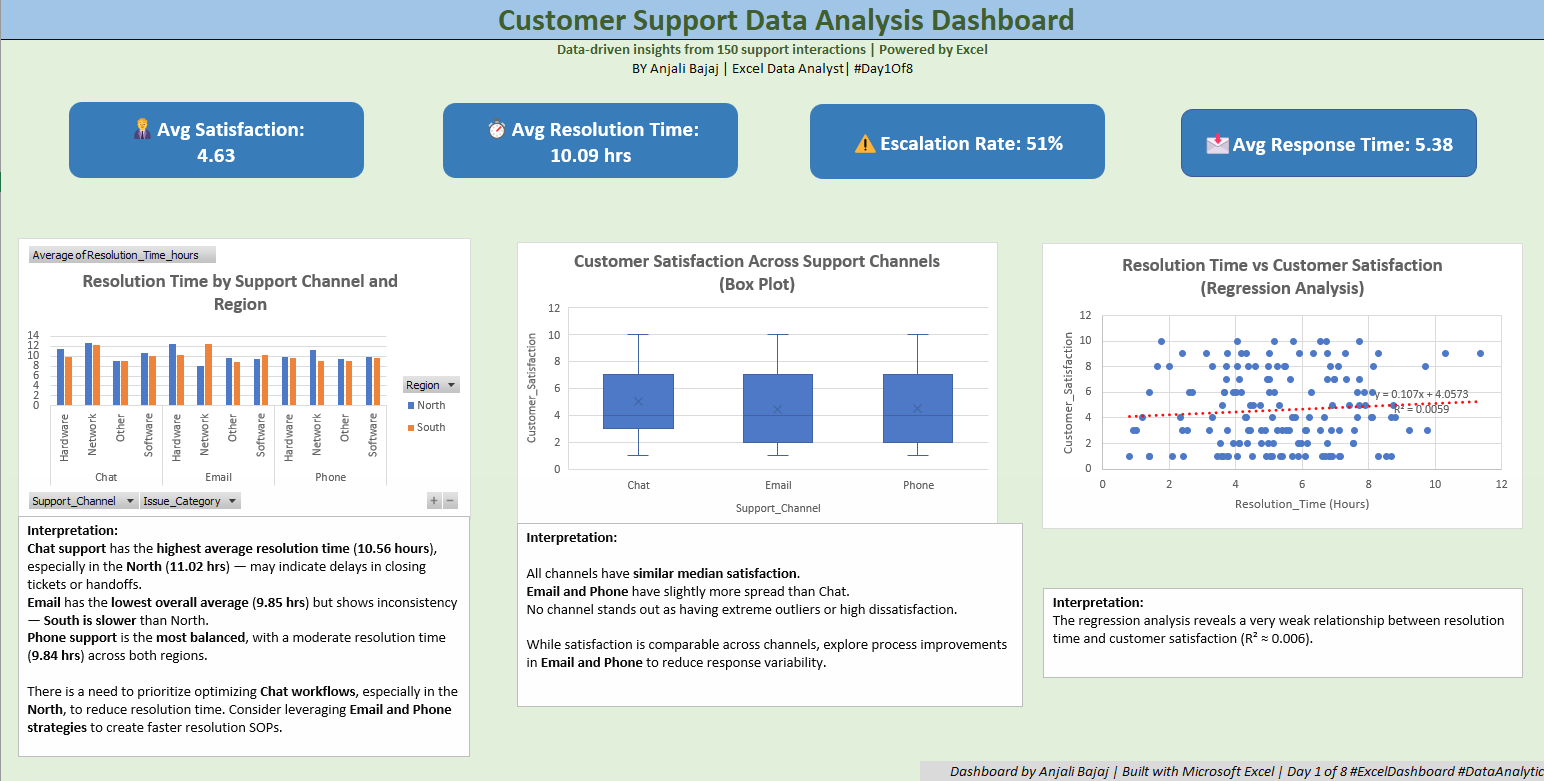 Customer Support Data Analysis Dashboard
Data-driven insights from 150 support interactions | Powered by Excel
BY Anjali Bajaj | Excel Data Analyst| #Day1Of8
Avg Satisfaction:
4.63
Avg Resolution Time:
10.09 hrs
Escalation Rate: 51%
Avg Response Time: 5.38
Average of Resolution_Time_hours
Resolution Time by Support Channel and
Region
14
12
10
8
6
4
2
0
Hardware
Network
Other
Software
Hardware
Network
Other
Software
Hardware
Network
Other
Software
Chat
Email
Phone
Region
North
South
Support_Channel
Issue_Category
+ −
Interpretation:
Chat support has the highest average resolution time (10.56 hours),
especially in the North (11.02 hrs) — may indicate delays in closing
tickets or handoffs.
Email has the lowest overall average (9.85 hrs) but shows inconsistency
— South is slower than North.
Phone support is the most balanced, with a moderate resolution time
(9.84 hrs) across both regions.
There is a need to prioritize optimizing Chat workflows, especially in the
North, to reduce resolution time. Consider leveraging Email and Phone
strategies to create faster resolution SOPs.
Customer Satisfaction Across Support Channels
(Box Plot)
Customer_Satisfaction
12
10
8
6
4
2
0
Chat
Email
Phone
Support_Channel
Interpretation:
All channels have similar median satisfaction.
Email and Phone have slightly more spread than Chat.
No channel stands out as having extreme outliers or high dissatisfaction.
While satisfaction is comparable across channels, explore process improvements
in Email and Phone to reduce response variability.
Resolution Time vs Customer Satisfaction
(Regression Analysis)
Customer_Satisfaction
12
10
8
6
4
2
0
y = 0.107x + 4.0573
R² = 0.0059
0
2
4
6
8
10
12
Resolution_Time (Hours)
Interpretation:
The regression analysis reveals a very weak relationship between resolution
time and customer satisfaction (R² ≈ 0.006).
Dashboard by Anjali Bajaj | Built with Microsoft Excel | Day 1 of 8 #ExcelDashboard #DataAnalytic